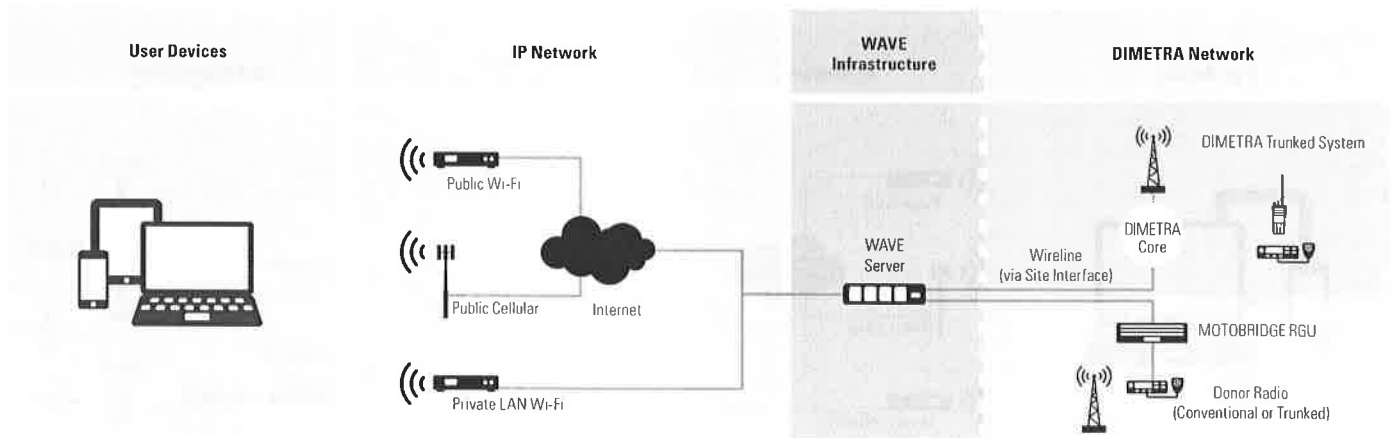 User Devices
IP Network
WAVE
Infrastructure
DIMETRA Network
Public Wi-Fi
Public Cellular
Internet
Private LAN Wi-Fi
WAVE
Server
Wireline
(via Site Interface)
DIMETRA Trunked System
DIMETRA
Core
MOTOBRIDGE RGU
Donor Radio
(Conventional or Trunked)